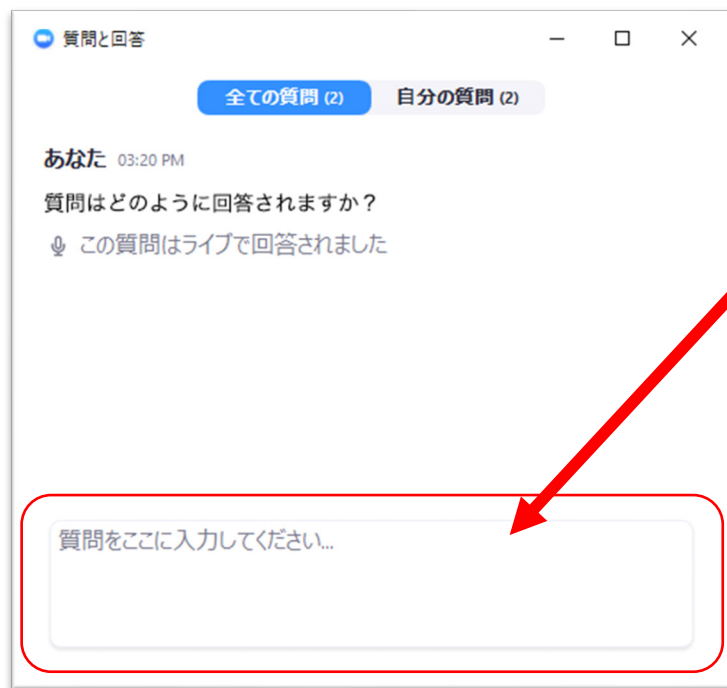 質問と回答
全ての質問 (2) 自分の質問 (2)
あなた 03:20 PM
質問はどのように回答されますか？
この質問はライブで回答されました
質問をここに入力してください...